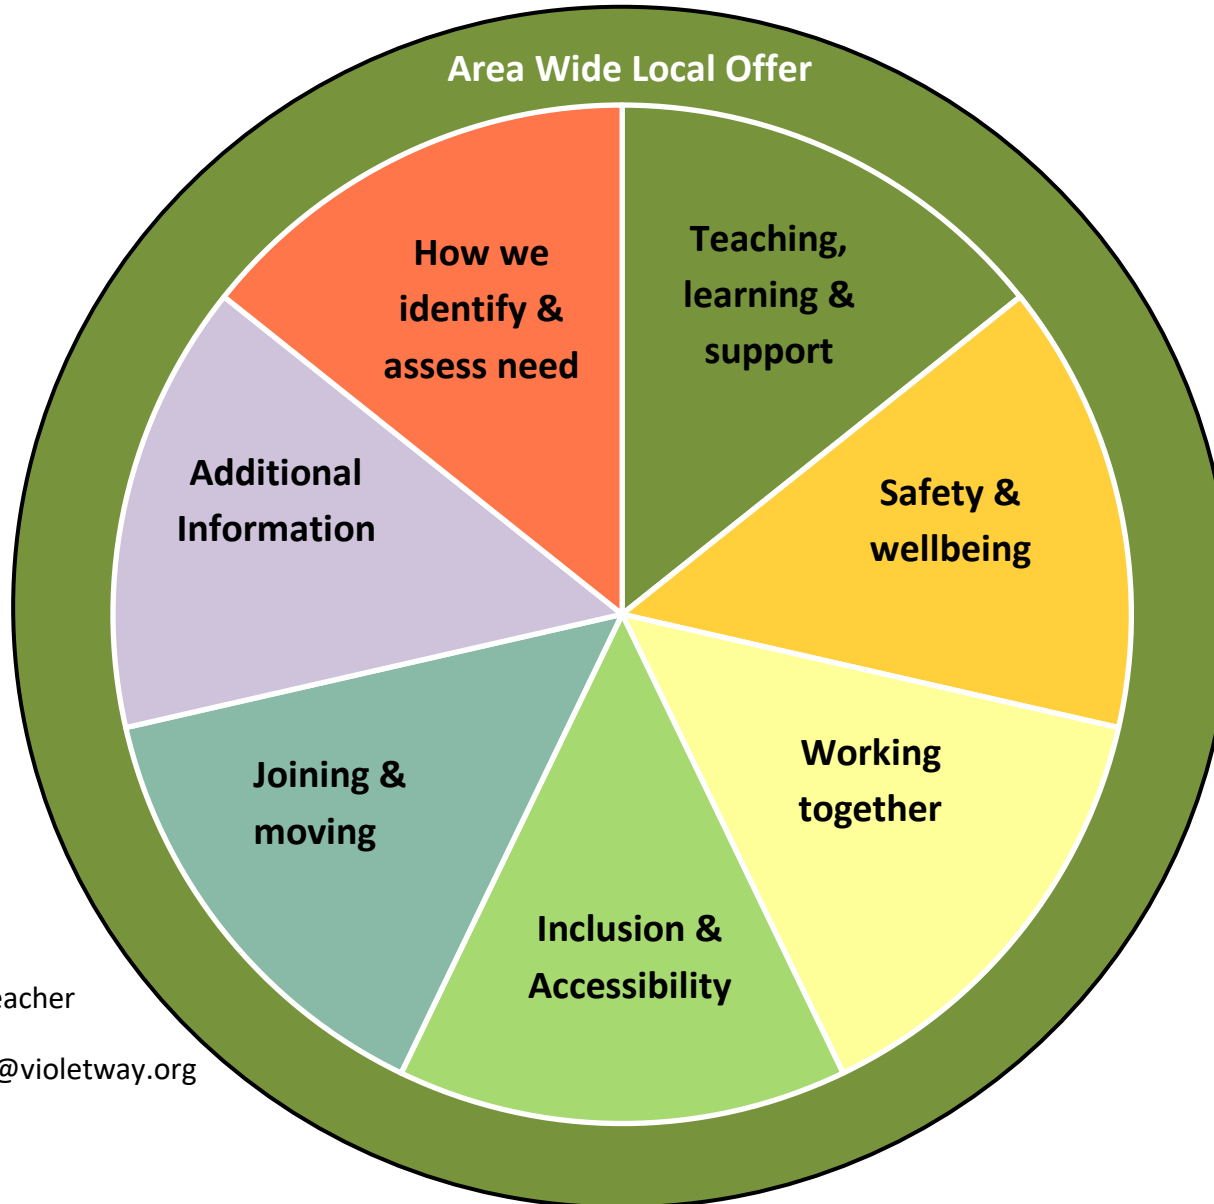 Area Wide Local Offer
How we
identify &
assess need
Teaching,
learning &
support
Additional
Information
Safety &
wellbeing
Joining &
moving
Working
together
Inclusion &
Accessibility
eacher
@violetway.org